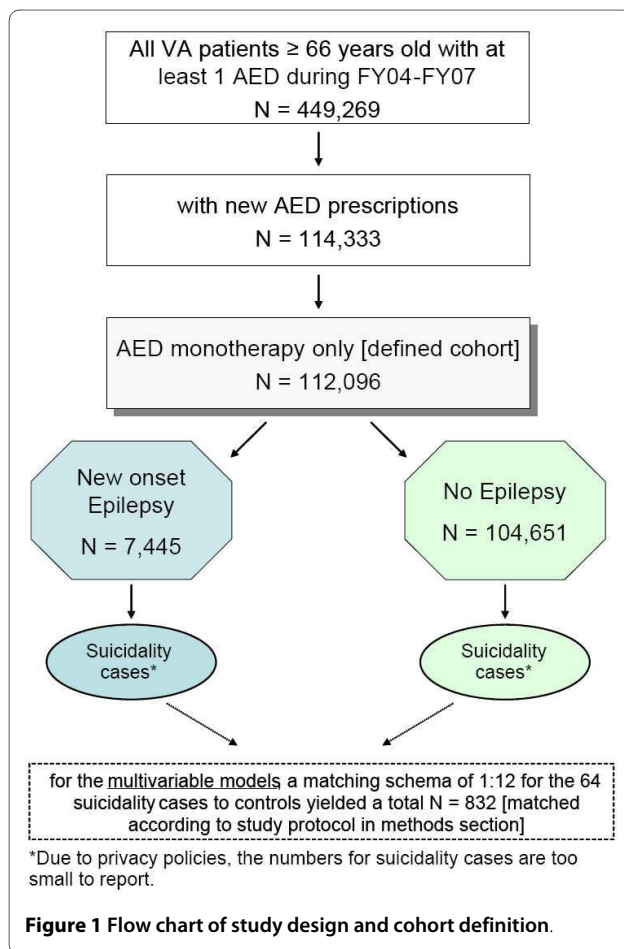 All VA patients ≥ 66 years old with at
least 1 AED during FY04-FY07
N = 449,269
with new AED prescriptions
N = 114,333
AED monotherapy only [defined cohort]
N = 112,096
New onset
Epilepsy
N = 7,445
No Epilepsy
N = 104,651
Suicidality
cases*
Suicidality
cases*
for the multivariable models, a matching schema of 1:12 for the 64
suicidality cases to controls yielded a total N = 832 [matched
according to study protocol in methods section]
*Due to privacy policies, the numbers for suicidality cases are too
small to report.
Figure 1 Flow chart of study design and cohort definition.